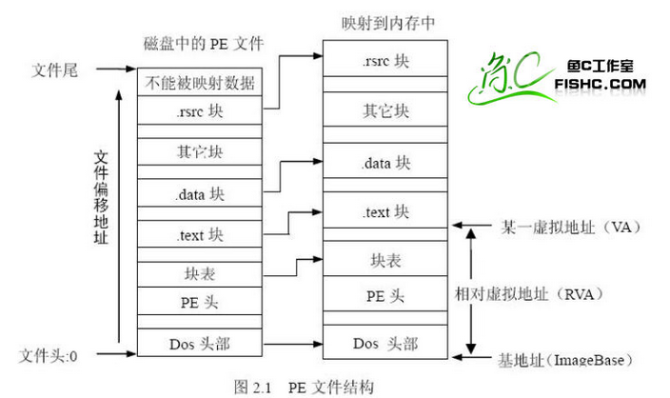 磁盘中的 PE 文件
映射到内存中
鱼C工作室
FISHC.COM
文件尾
不能被映射数据
.rsrc 块
其它块
.data 块
.text 块
块表
PE 头
Dos 头部
文件偏移地址
文件头:0
.rsrc 块
其它块
.data 块
.text 块
块表
PE 头
Dos 头部
某一虚拟地址（VA）
相对虚拟地址（RVA）
基地址（ImageBase）
图 2.1 PE 文件结构